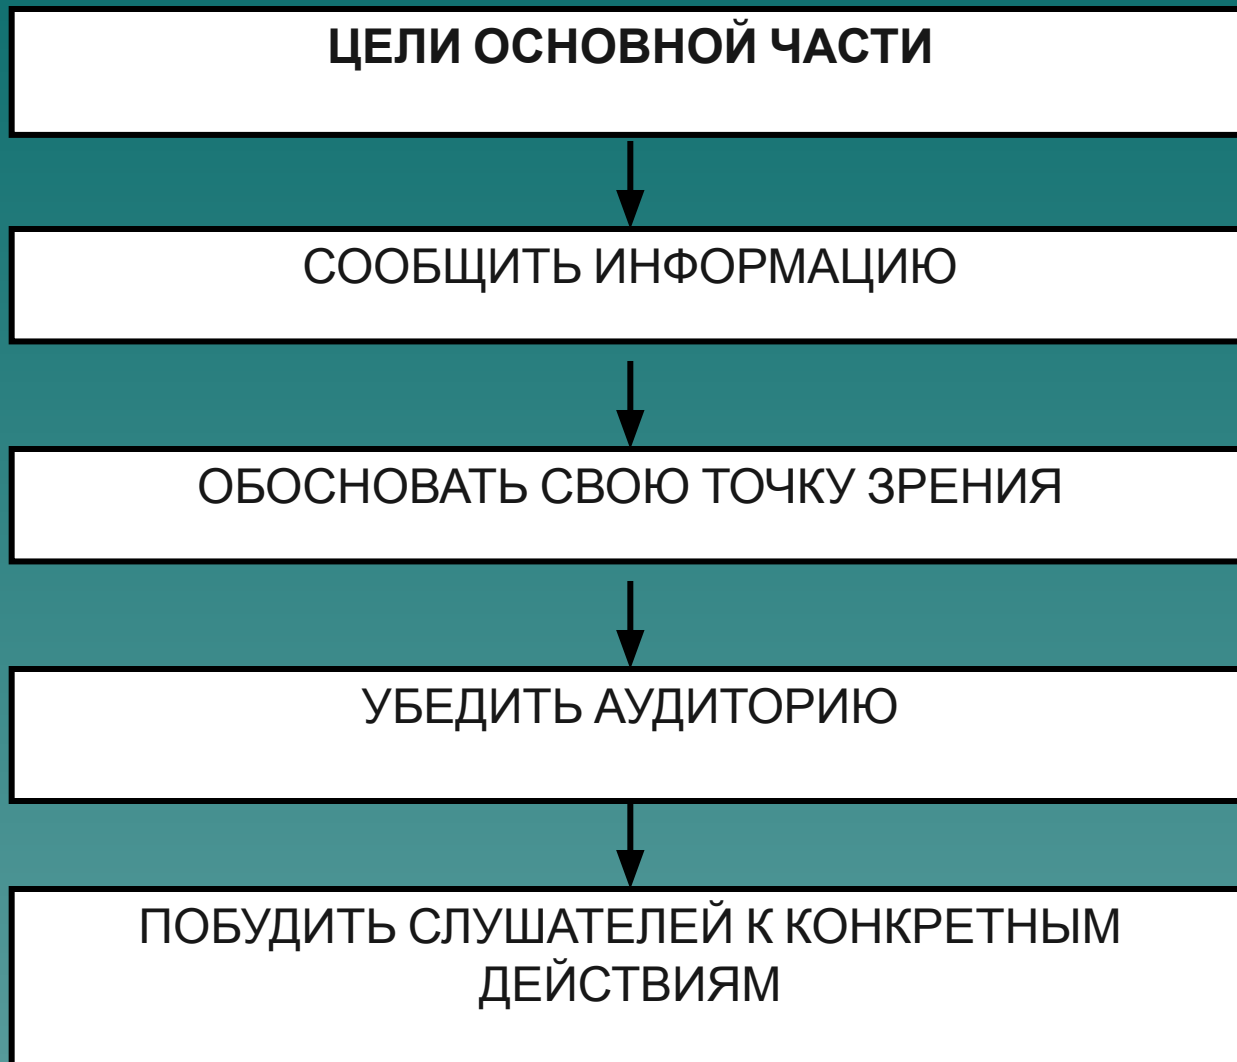 ЦЕЛИ ОСНОВНОЙ ЧАСТИ
СООБЩИТЬ ИНФОРМАЦИЮ
ОБОСНОВАТЬ СВОЮ ТОЧКУ ЗРЕНИЯ
УБЕДИТЬ АУДИТОРИЮ
ПОБУДИТЬ СЛУШАТЕЛЕЙ К КОНКРЕТНЫМ
ДЕЙСТВИЯМ